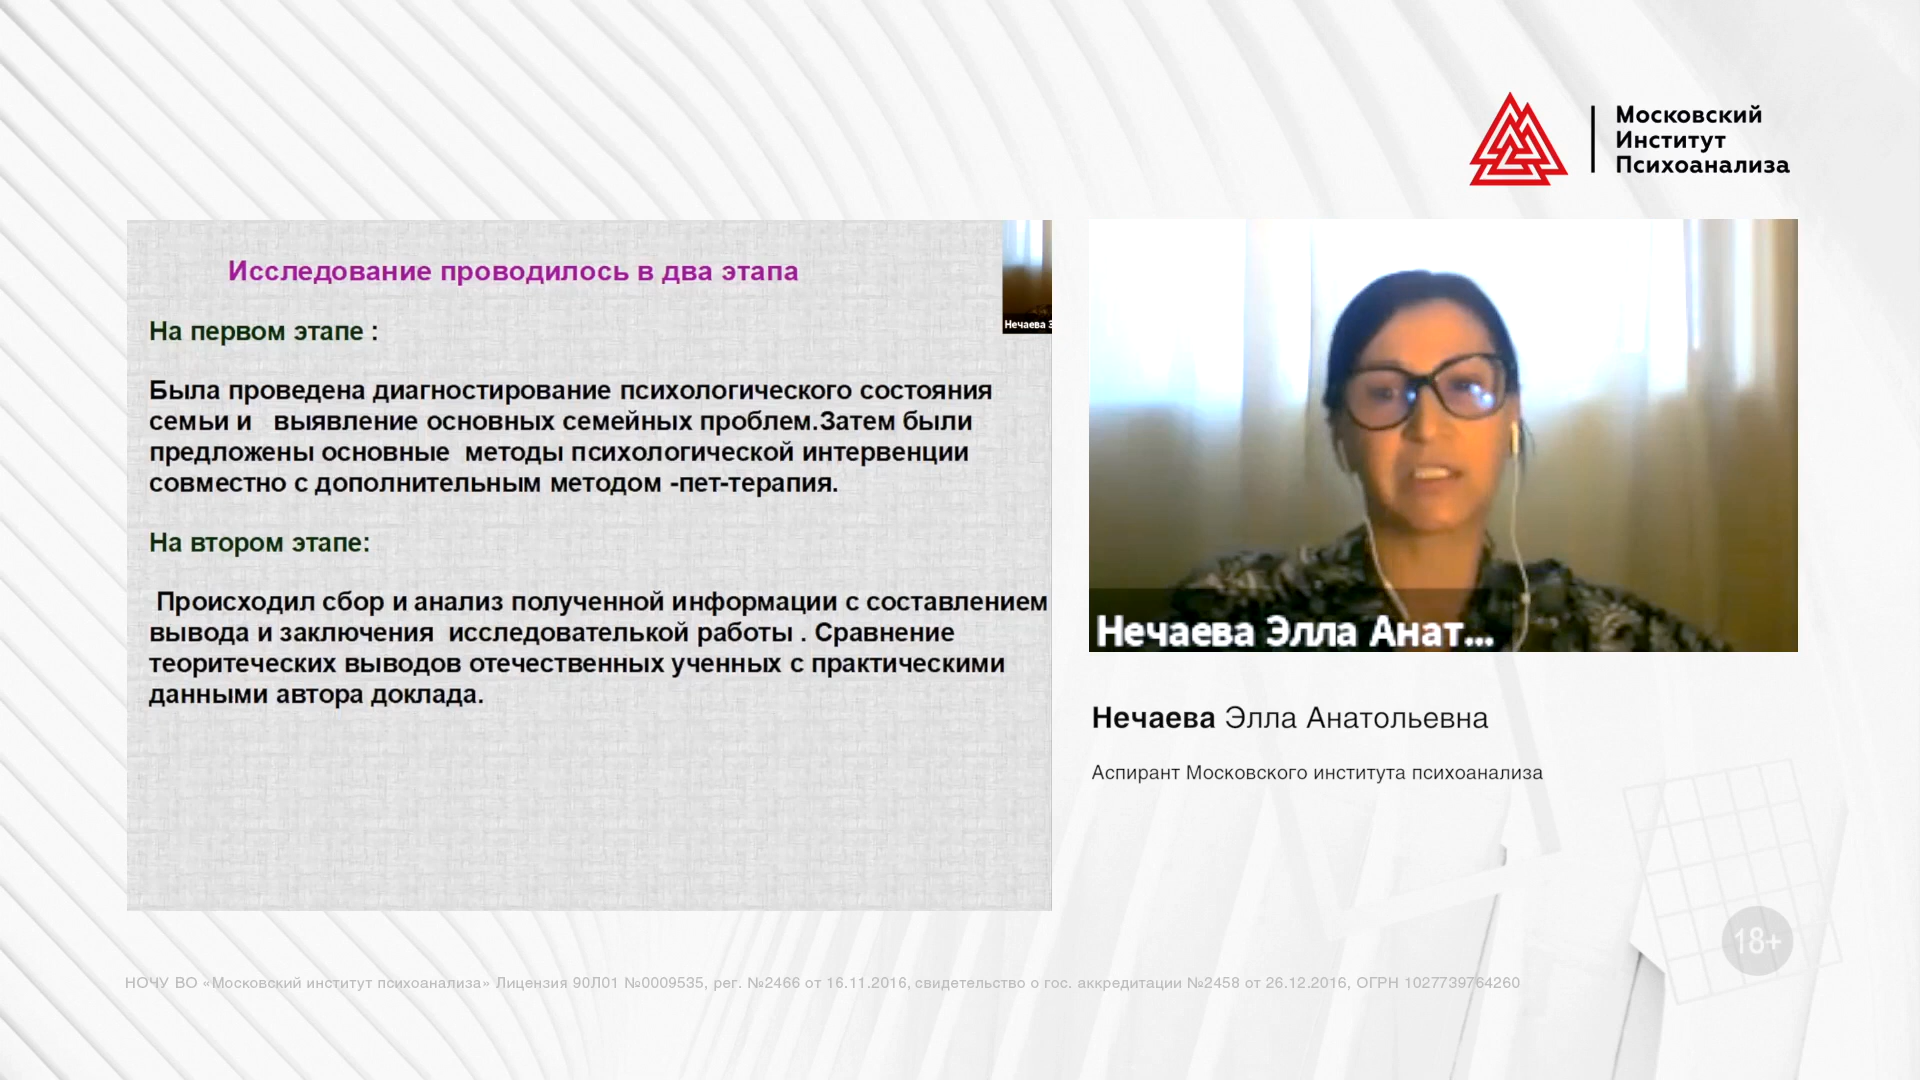 Московский
Институт
Психоанализа
Исследование проводилось в два этапа
На первом этапе :
Была проведена диагностирование психологического состояния
семьи и выявление основных семейных проблем.Затем были
предложены основные методы психологической интервенции
совместно с дополнительным методом -пет-терапия.
На втором этапе:
Происходил сбор и анализ полученной информации с составлением
вывода и заключения исследователькой работы . Сравнение
теоритеческих выводов отечественных ученных с практическими
данными автора доклада.
Нечаева Э
Нечаева Элла Анат...
Нечаева Элла Анатольевна
Аспирант Московского института психоанализа
18+
НОЧУ ВО «Московский институт психоанализа» Лицензия 90Л01 №0009535, рег. №2466 от 16.11.2016, свидетельство о гос. аккредитации №2458 от 26.12.2016, ОГРН 1027739764260